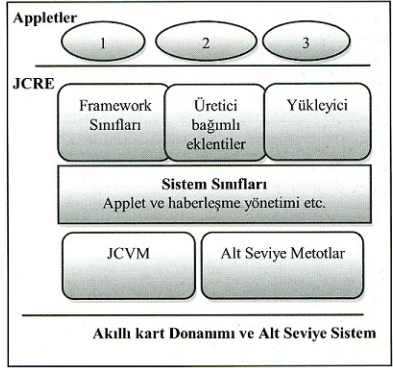 Appletler
1 2 3
JCRE
Framework Sınıfları
Üretici bağımlı eklentiler
Yükleyici
Sistem Sınıfları
Applet ve haberleşme yönetimi etc.
JCVM
Alt Seviye Metotlar
Akıllı kart Donanımı ve Alt Seviye Sistem